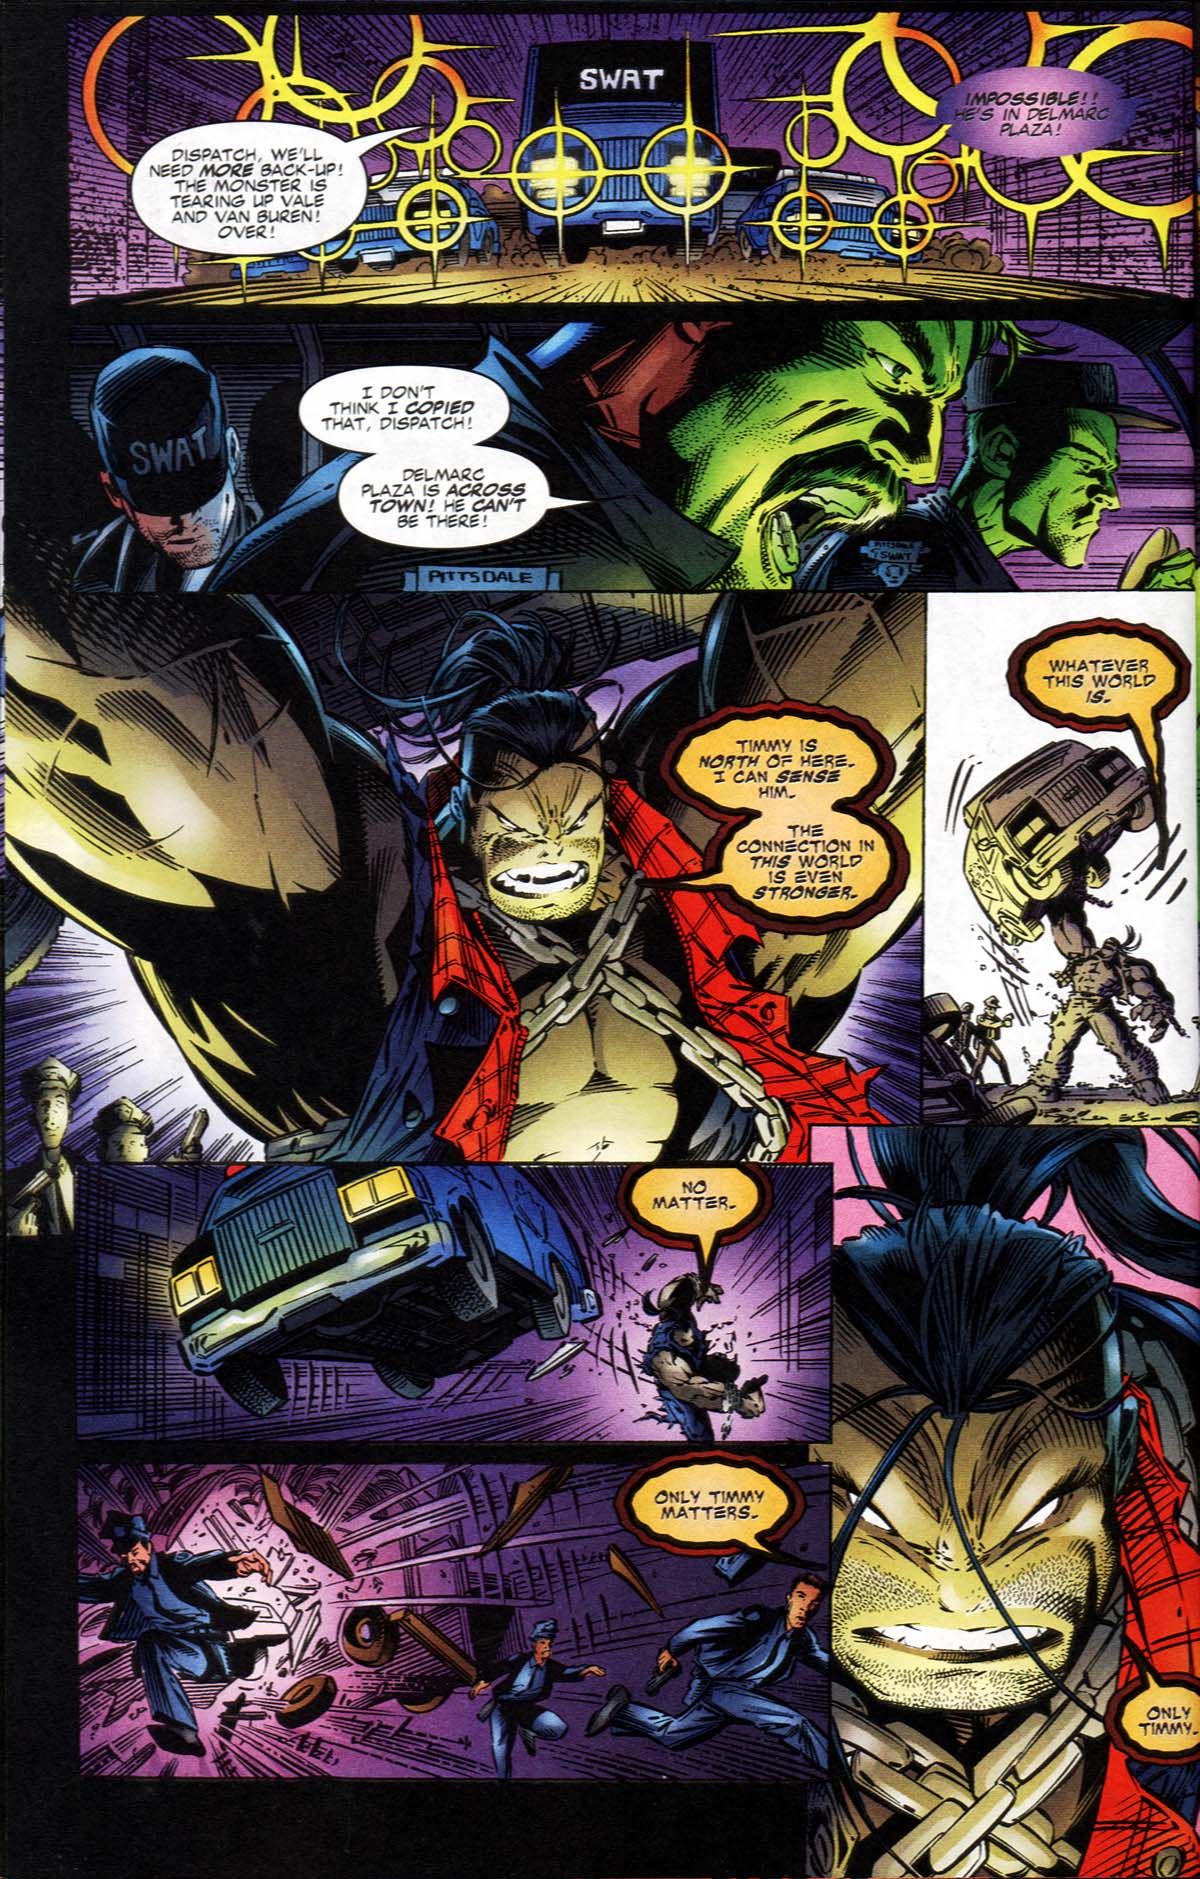 SWAT
DISPATCH, WE'LL
NEED MORE BACK-UP!
THE MONSTER IS
TEARING UP VALE
AND VAN BUREN!
OVER!
IMPOSSIBLE!!
HE'S IN DELMARC
PLAZA!
SWAT
I DON'T
THINK I COPIED
THAT, DISPATCH!
DELMARC
PLAZA IS ACROSS
TOWN! HE CAN'T
BE THERE!
PITTSDALE
PITTSDALE
SWAT
TIMMY IS
NORTH OF HERE.
I CAN SENSE
HIM.
THE
CONNECTION IN
THIS WORLD
IS EVEN
STRONGER.
WHATEVER
THIS WORLD
IS.
NO
MATTER.
ONLY TIMMY
MATTERS.
ONLY
TIMMY.